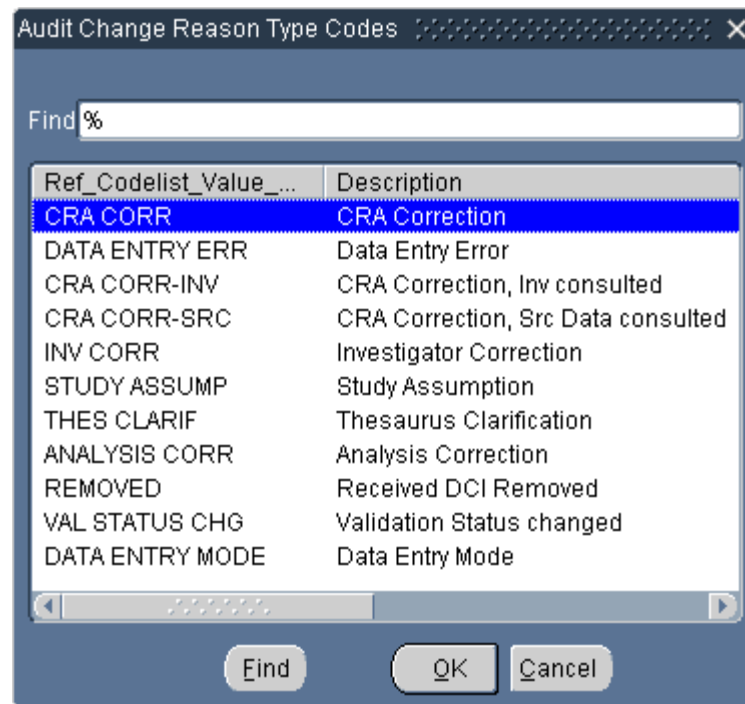 Audit Change Reason Type Codes
Find %
Ref_Codelist_Value_... Description
CRA CORR CRA Correction
DATA ENTRY ERR Data Entry Error
CRA CORR-INV CRA Correction, Inv consulted
CRA CORR-SRC CRA Correction, Src Data consulted
INV CORR Investigator Correction
STUDY ASSUMP Study Assumption
THES CLARIF Thesaurus Clarification
ANALYSIS CORR Analysis Correction
REMOVED Received DCI Removed
VAL STATUS CHG Validation Status changed
DATA ENTRY MODE Data Entry Mode
Find OK Cancel